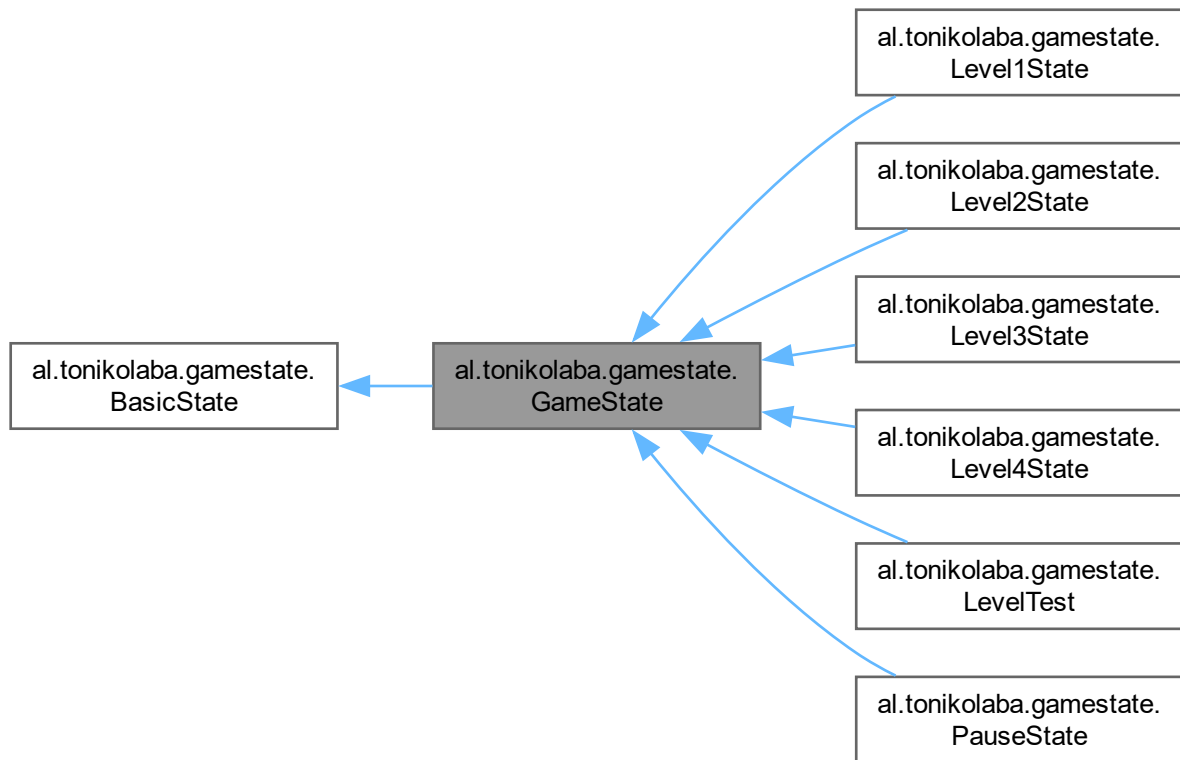 al.tonikolaba.gamestate.
Level1State
al.tonikolaba.gamestate.
Level2State
al.tonikolaba.gamestate.
Level3State
al.tonikolaba.gamestate.
BasicState
al.tonikolaba.gamestate.
GameState
al.tonikolaba.gamestate.
Level4State
al.tonikolaba.gamestate.
LevelTest
al.tonikolaba.gamestate.
PauseState